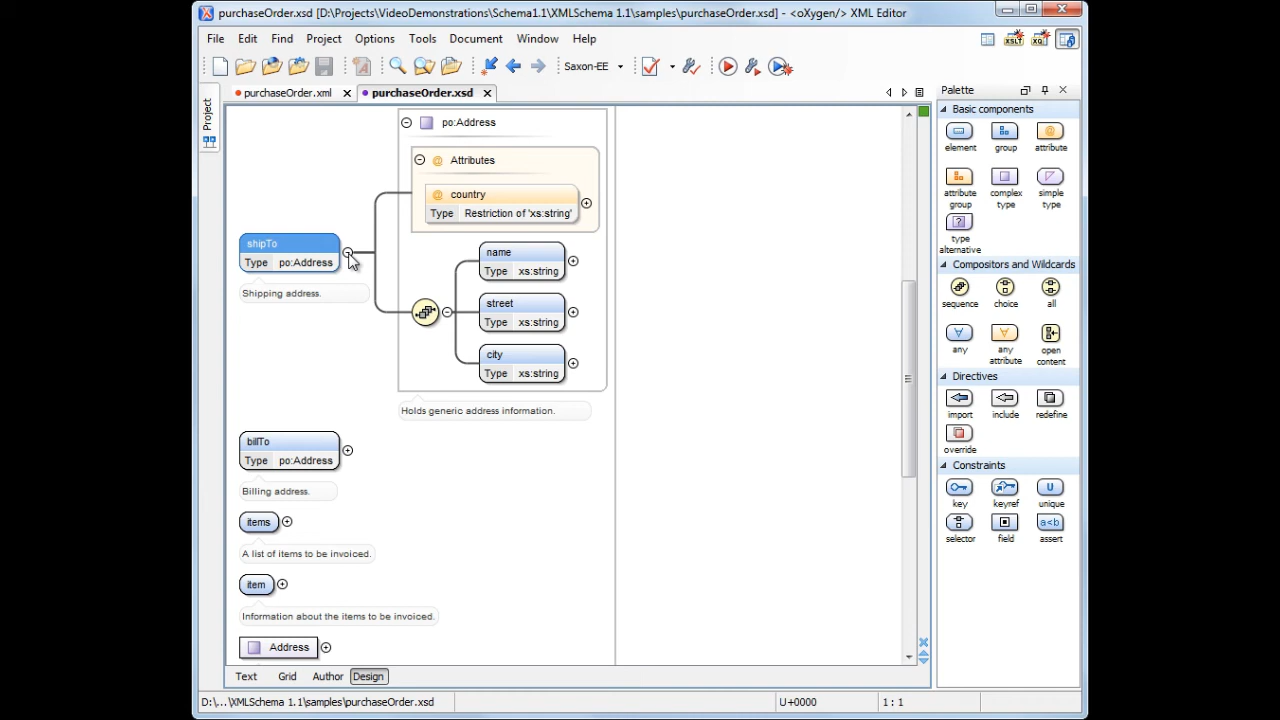 purchaseOrder.xsd [D:\Projects\VideoDemonstrations\Schema1.1\XMLSchema 1.1\samples\purchaseOrder.xsd] - <oXygen/> XML Editor
File Edit Find Project Options Tools Document Window Help
Saxon-EE
purchaseOrder.xml purchaseOrder.xsd
Project
po:Address
@ Attributes
@ country
Type Restriction of 'xs:string'
shipTo
Type po:Address
Shipping address.
name
Type xs:string
street
Type xs:string
city
Type xs:string
Holds generic address information.
billTo
Type po:Address
Billing address.
items
A list of items to be invoiced.
item
Information about the items to be invoiced.
Address
Palette
Basic components
element group attribute
attribute group complex type simple type
type alternative
Compositors and Wildcards
sequence choice all
any any attribute open content
Directives
import include redefine
override
Constraints
key keyref unique
selector field assert
Text Grid Author Design
D:\...\XMLSchema 1.1\samples\purchaseOrder.xsd U+0000 1 : 1